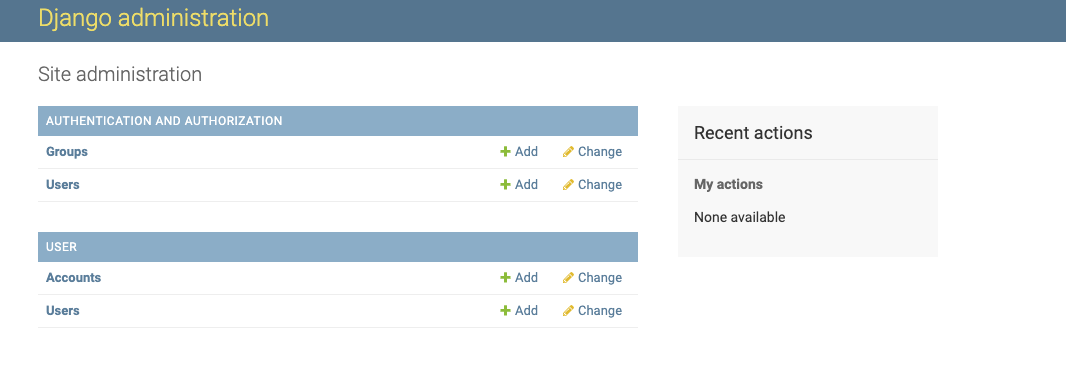 Django administration
Site administration
AUTHENTICATION AND AUTHORIZATION
Groups Add Change
Users Add Change
USER
Accounts Add Change
Users Add Change
Recent actions
My actions
None available